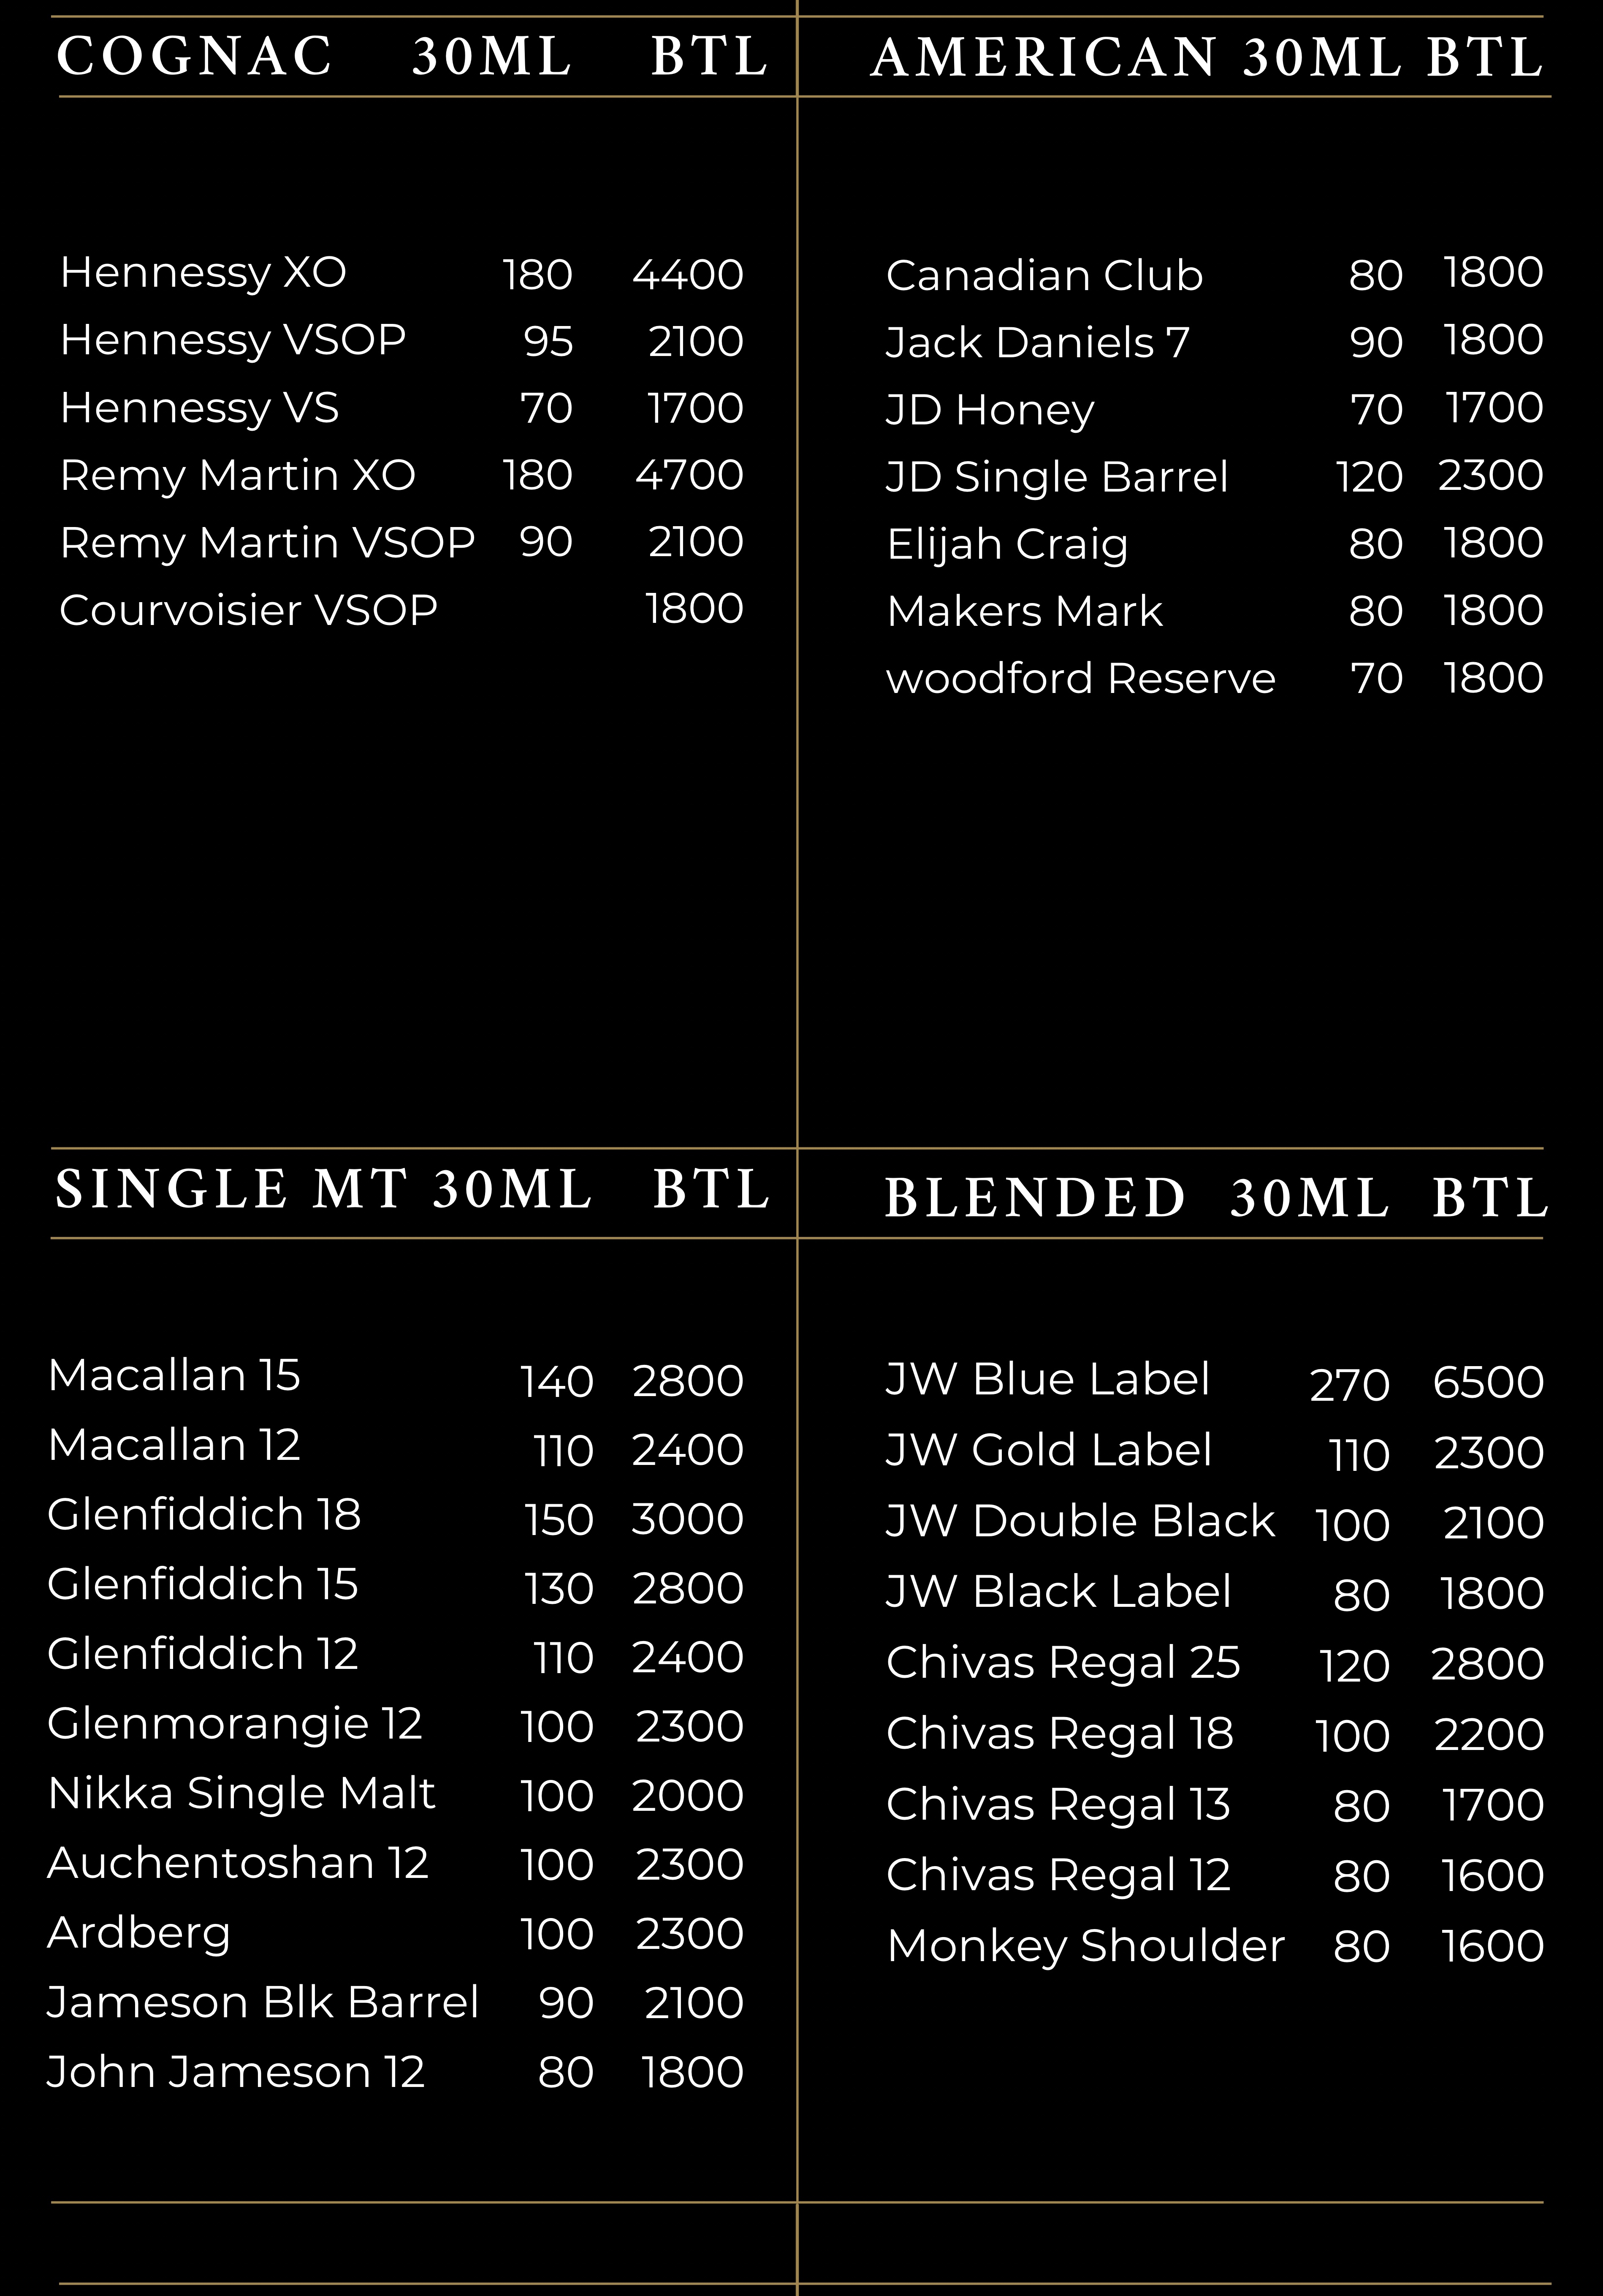 COGNAC 30ML BTL
Hennessy XO 180 4400
Hennessy VSOP 95 2100
Hennessy VS 70 1700
Remy Martin XO 180 4700
Remy Martin VSOP 90 2100
Courvoisier VSOP 1800
AMERICAN 30ML BTL
Canadian Club 80 1800
Jack Daniels 7 90 1800
JD Honey 70 1700
JD Single Barrel 120 2300
Elijah Craig 80 1800
Makers Mark 80 1800
woodford Reserve 70 1800
SINGLE MT 30ML BTL
Macallan 15 140 2800
Macallan 12 110 2400
Glenfiddich 18 150 3000
Glenfiddich 15 130 2800
Glenfiddich 12 110 2400
Glenmorangie 12 100 2300
Nikka Single Malt 100 2000
Auchentoshan 12 100 2300
Ardberg 100 2300
Jameson Blk Barrel 90 2100
John Jameson 12 80 1800
BLENDED 30ML BTL
JW Blue Label 270 6500
JW Gold Label 110 2300
JW Double Black 100 2100
JW Black Label 80 1800
Chivas Regal 25 120 2800
Chivas Regal 18 100 2200
Chivas Regal 13 80 1700
Chivas Regal 12 80 1600
Monkey Shoulder 80 1600